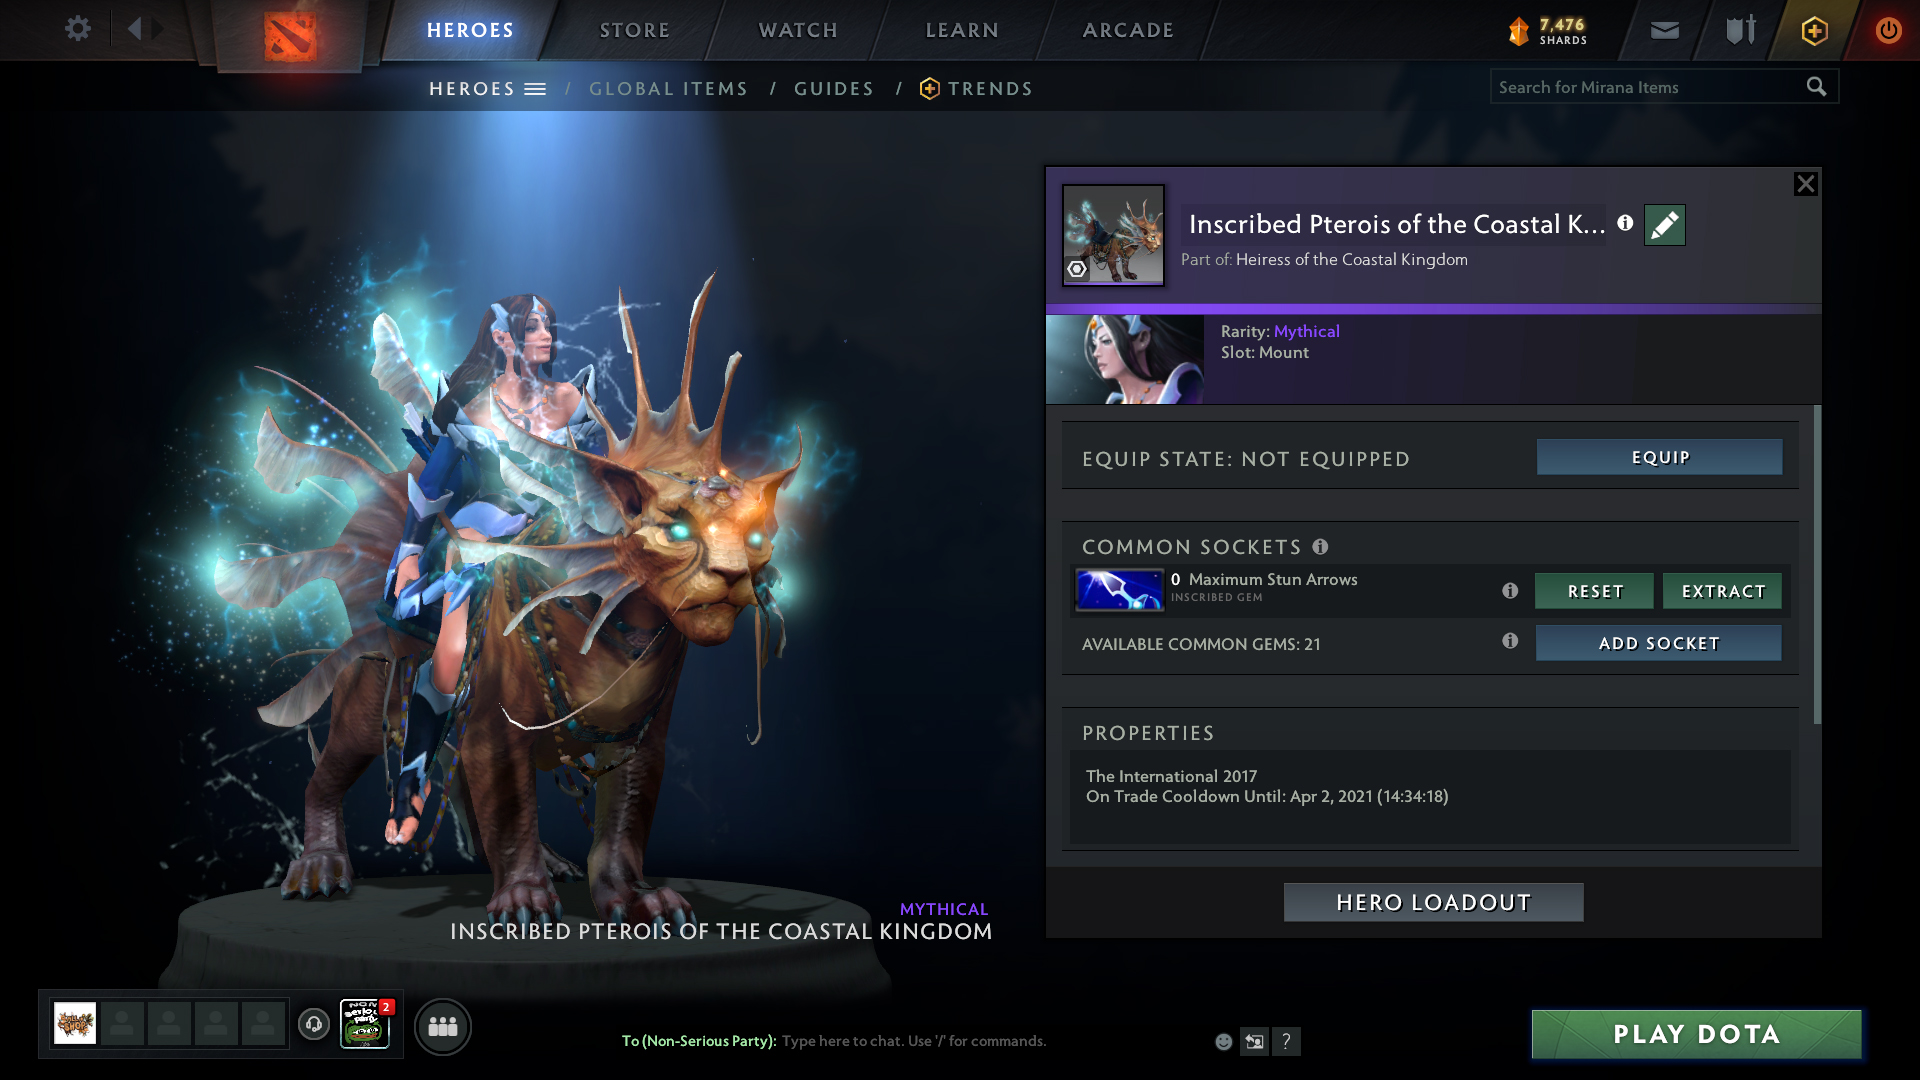 HEROES
STORE
WATCH
LEARN
ARCADE
7,476
SHARDS
HEROES / GLOBAL ITEMS / GUIDES / TRENDS
Search for Mirana Items
Inscribed Pterois of the Coastal K...
Part of: Heiress of the Coastal Kingdom
Rarity: Mythical
Slot: Mount
EQUIP STATE: NOT EQUIPPED
EQUIP
COMMON SOCKETS
0 Maximum Stun Arrows
INSCRIBED GEM
RESET
EXTRACT
AVAILABLE COMMON GEMS: 21
ADD SOCKET
PROPERTIES
The International 2017
On Trade Cooldown Until: Apr 2, 2021 (14:34:18)
HERO LOADOUT
MYTHICAL
INSCRIBED PTEROIS OF THE COASTAL KINGDOM
NON
2
To (Non-Serious Party): Type here to chat. Use '/' for commands.
?
PLAY DOTA